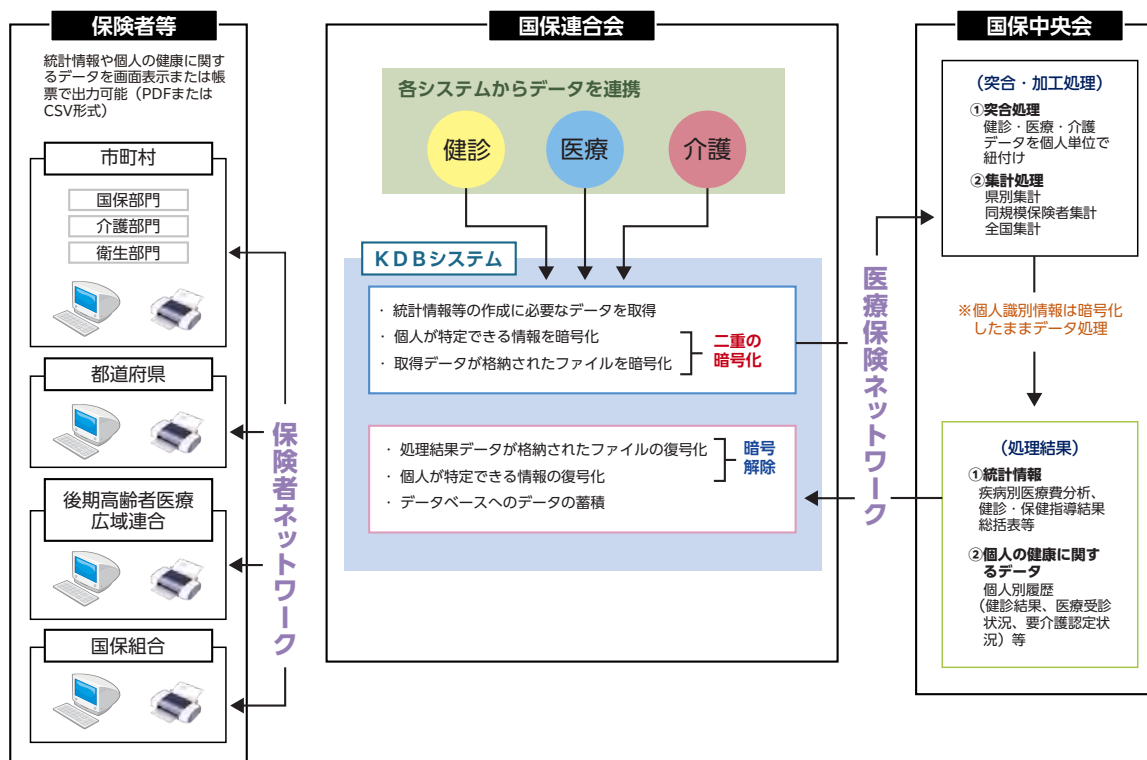 保険者等
統計情報や個人の健康に関す
るデータを画面表示または帳
票で出力可能（PDFまたは
CSV形式）
市町村
国保部門
介護部門
衛生部門
都道府県
後期高齢者医療
広域連合
国保組合
保険者ネットワーク
国保連合会
各システムからデータを連携
健診
医療
介護
KDBシステム
・ 統計情報等の作成に必要なデータを取得
・ 個人が特定できる情報を暗号化
・ 取得データが格納されたファイルを暗号化
二重の
暗号化
・ 処理結果データが格納されたファイルの復号化
・ 個人が特定できる情報の復号化
・ データベースへのデータの蓄積
暗号
解除
医療保険ネットワーク
国保中央会
（突合・加工処理）
①突合処理
健診・医療・介護
データを個人単位で
紐付け
②集計処理
県別集計
同規模保険者集計
全国集計
※個人識別情報は暗号化
したままデータ処理
（処理結果）
①統計情報
疾病別医療費分析、
健診・保健指導結果
総括表等
②個人の健康に関す
るデータ
個人別履歴
（健診結果、医療受診
状況、要介護認定状
況）等